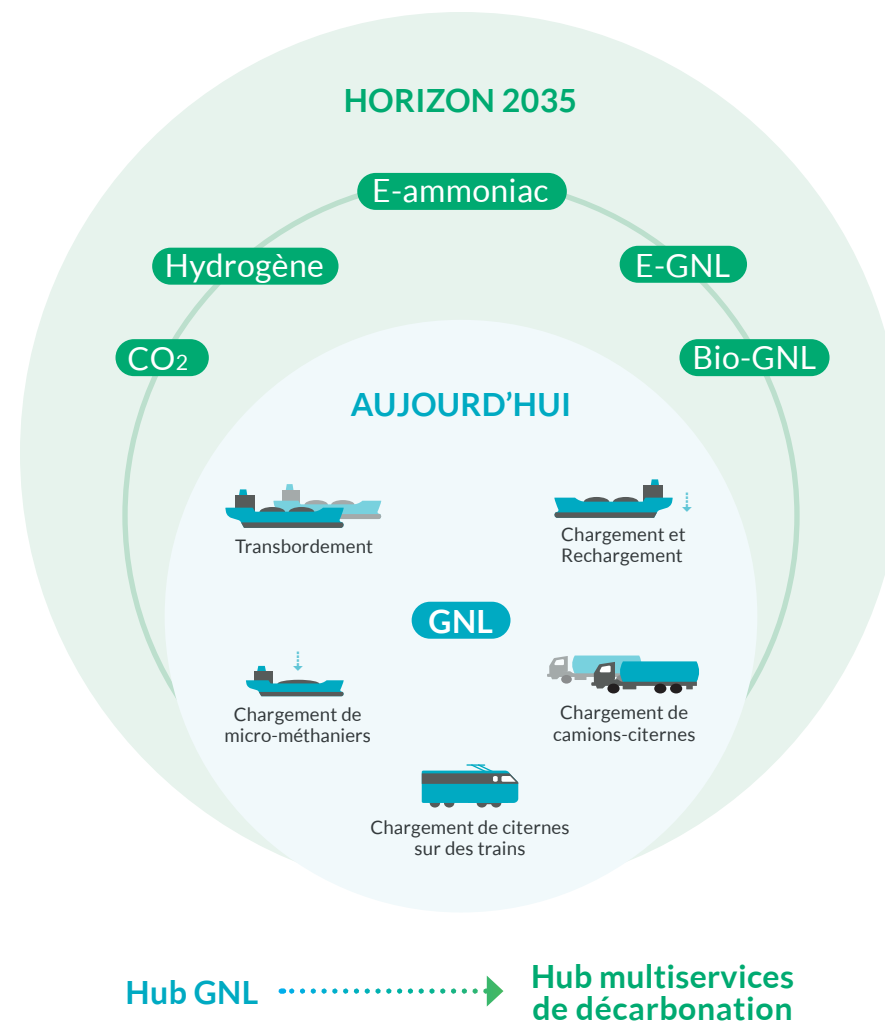 HORIZON 2035
E-ammoniac
Hydrogène
E-GNL
CO2
Bio-GNL
AUJOURD'HUI
Transbordement
Chargement et
Rechargement
GNL
Chargement de
micro-méthaniers
Chargement de
camions-citernes
Chargement de citernes
sur des trains
Hub GNL
Hub multiservices
de décarbonation